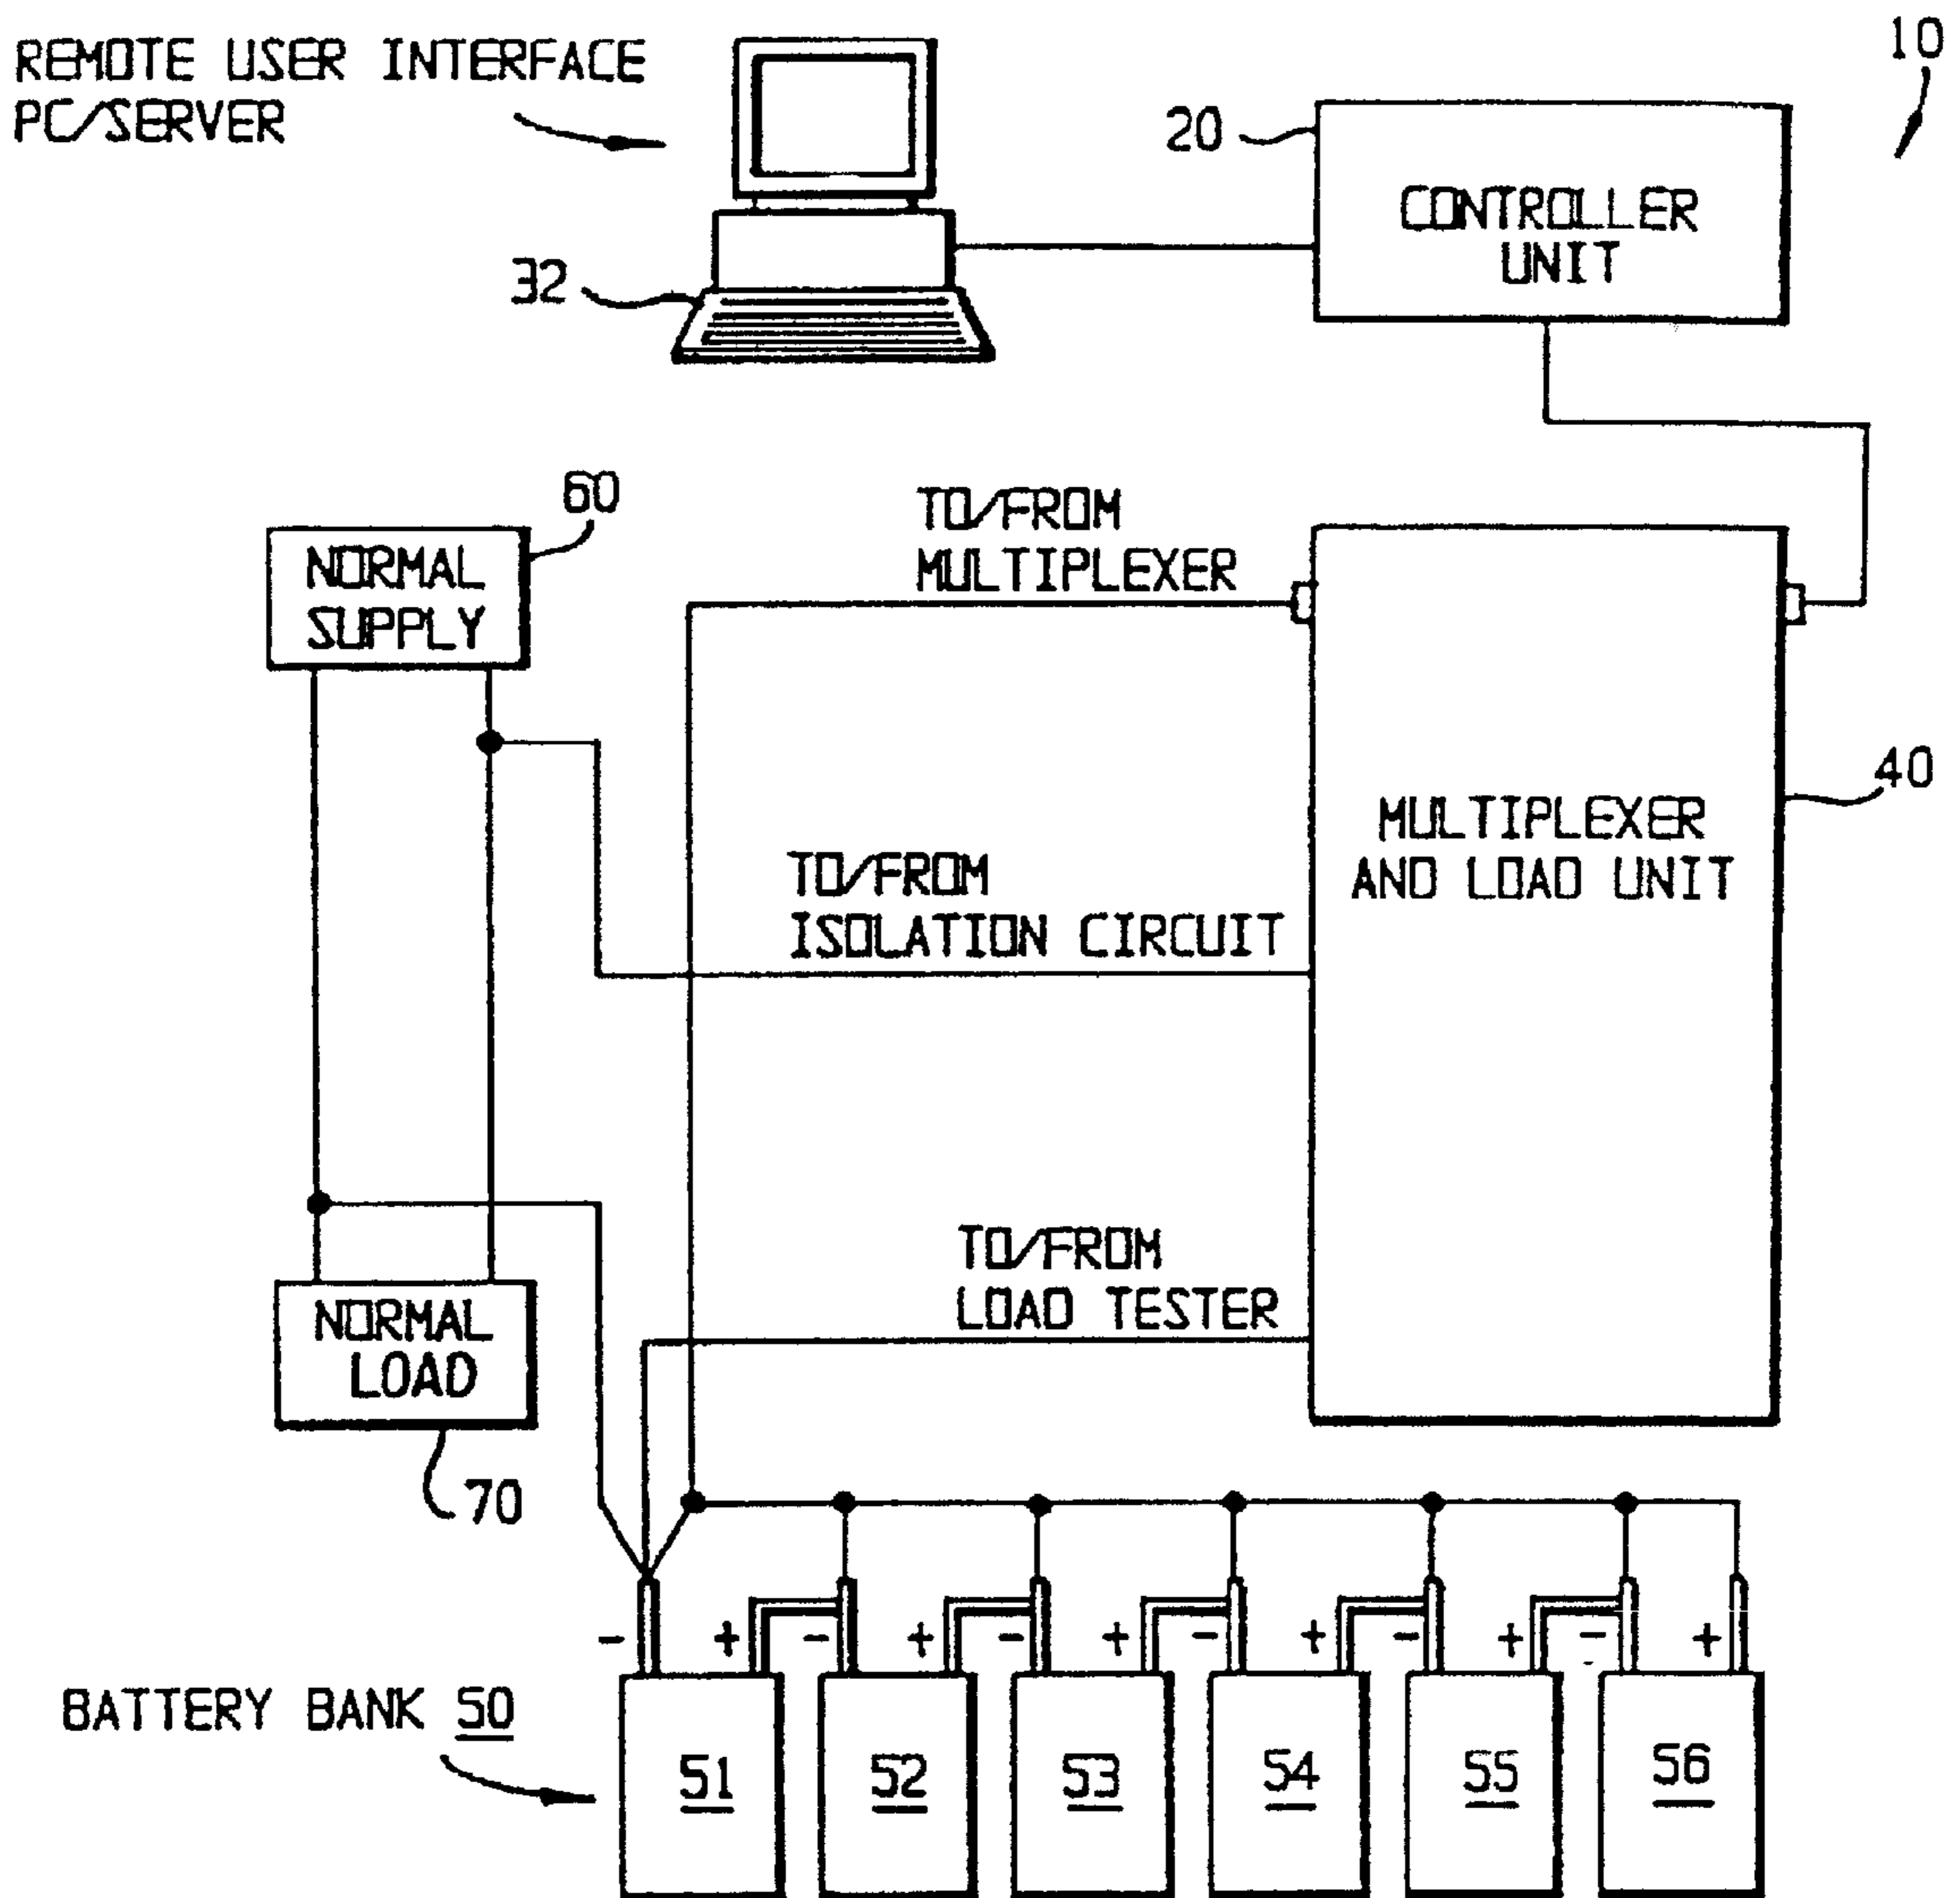 REMOTE USER INTERFACE
PC/SERVER
10
20
CONTROLLER
UNIT
32
60
NORMAL
SUPPLY
TO/FROM
MULTIPLEXER
40
MULTIPLEXER
AND LOAD UNIT
TO/FROM
ISOLATION CIRCUIT
TO/FROM
LOAD TESTER
NORMAL
LOAD
70
- + - + - + - + - + - +
BATTERY BANK 50
51 52 53 54 55 56